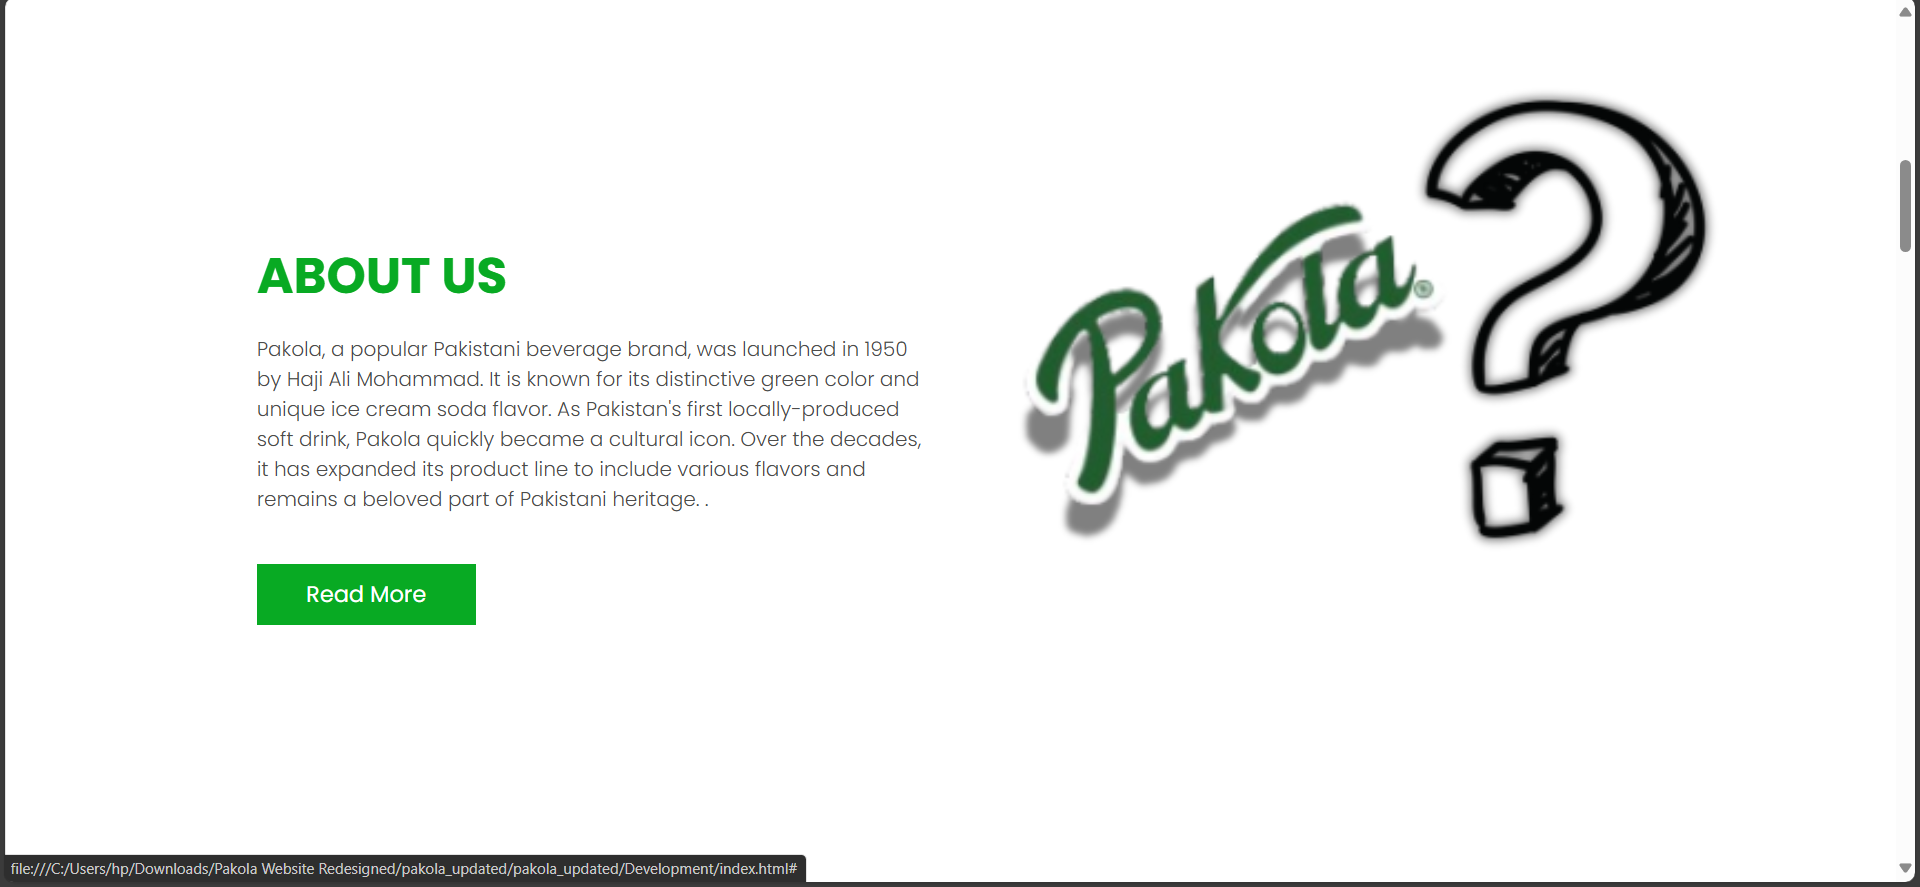 ABOUT US
Pakola, a popular Pakistani beverage brand, was launched in 1950
by Haji Ali Mohammad. It is known for its distinctive green color and
unique ice cream soda flavor. As Pakistan's first locally-produced
soft drink, Pakola quickly became a cultural icon. Over the decades,
it has expanded its product line to include various flavors and
remains a beloved part of Pakistani heritage. .
Read More
Pakola®
?
file:///C:/Users/hp/Downloads/Pakola Website Redesigned/pakola_updated/pakola_updated/Development/index.html#